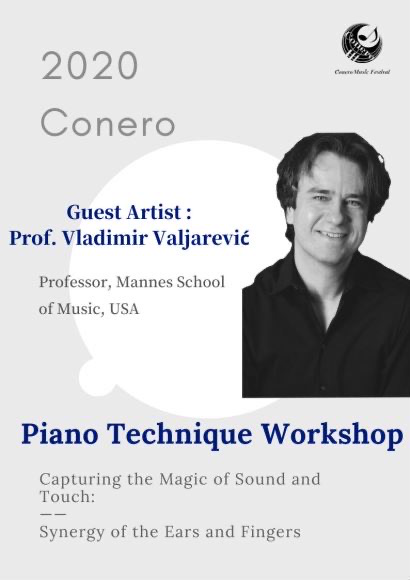 2020
Conero
Conero Music Festival
Guest Artist :
Prof. Vladimir Valjarević
Professor, Mannes School
of Music, USA
Piano Technique Workshop
Capturing the Magic of Sound and
Touch:
——
Synergy of the Ears and Fingers